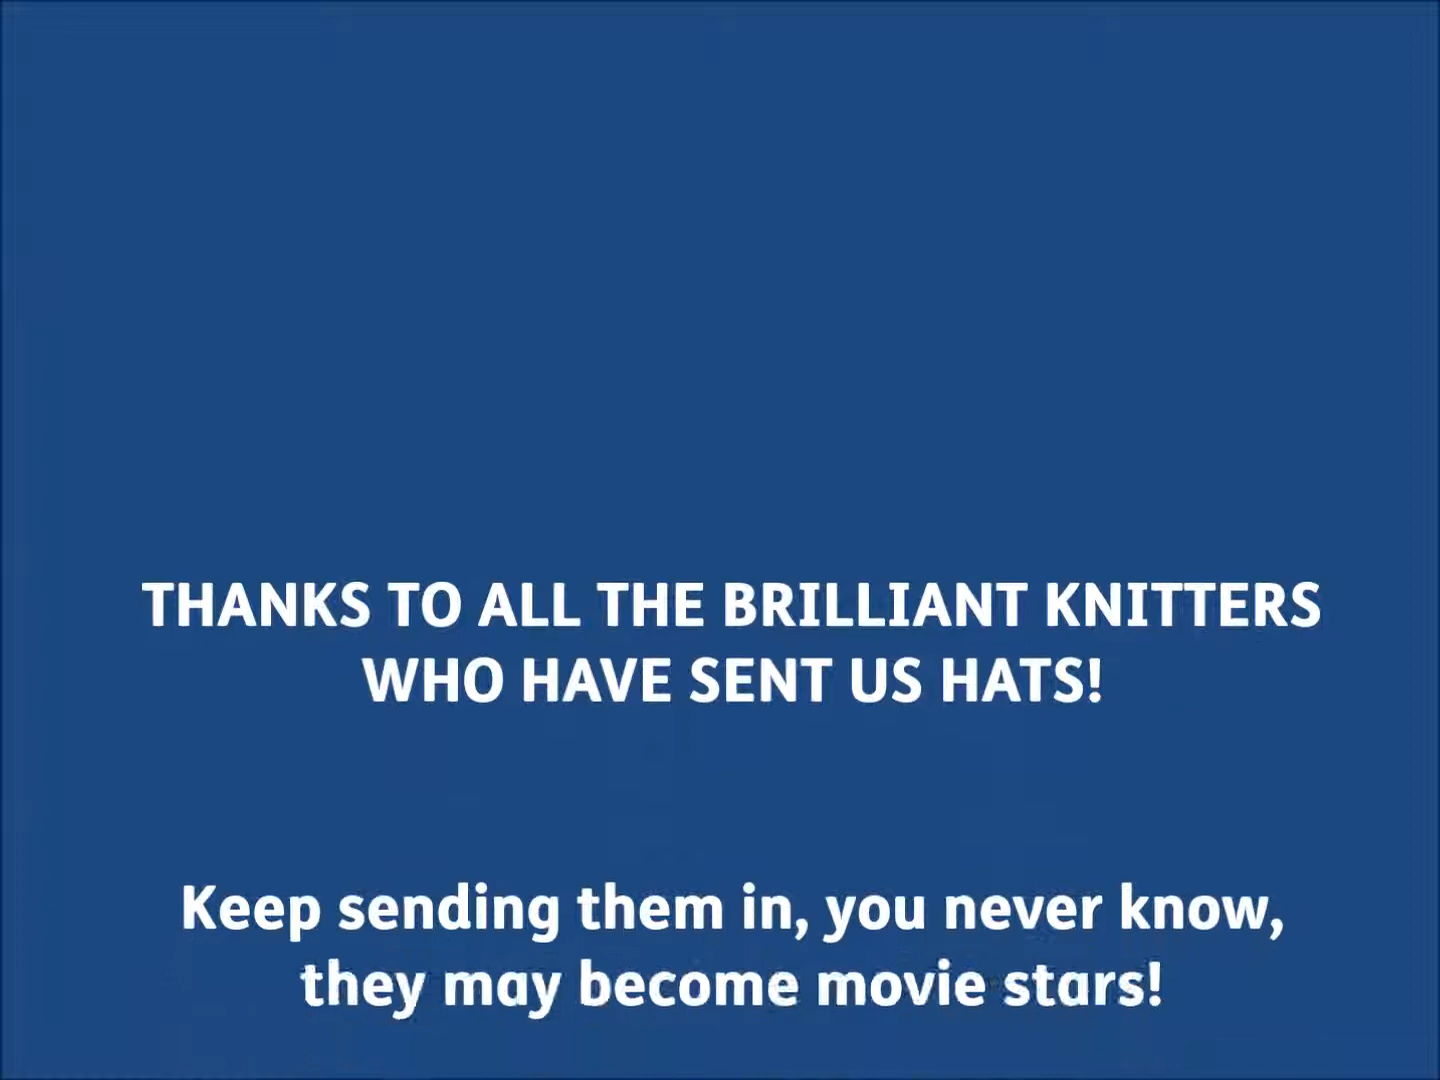 THANKS TO ALL THE BRILLIANT KNITTERS
WHO HAVE SENT US HATS!
Keep sending them in, you never know,
they may become movie stars!